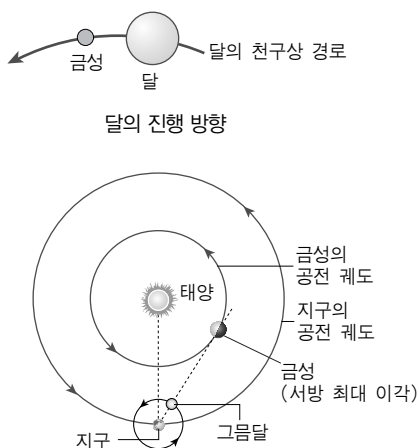 달의 천구상 경로
금성
달
달의 진행 방향
금성의
공전 궤도
태양
지구의
공전 궤도
금성
(서방 최대 이각)
그믐달
지구